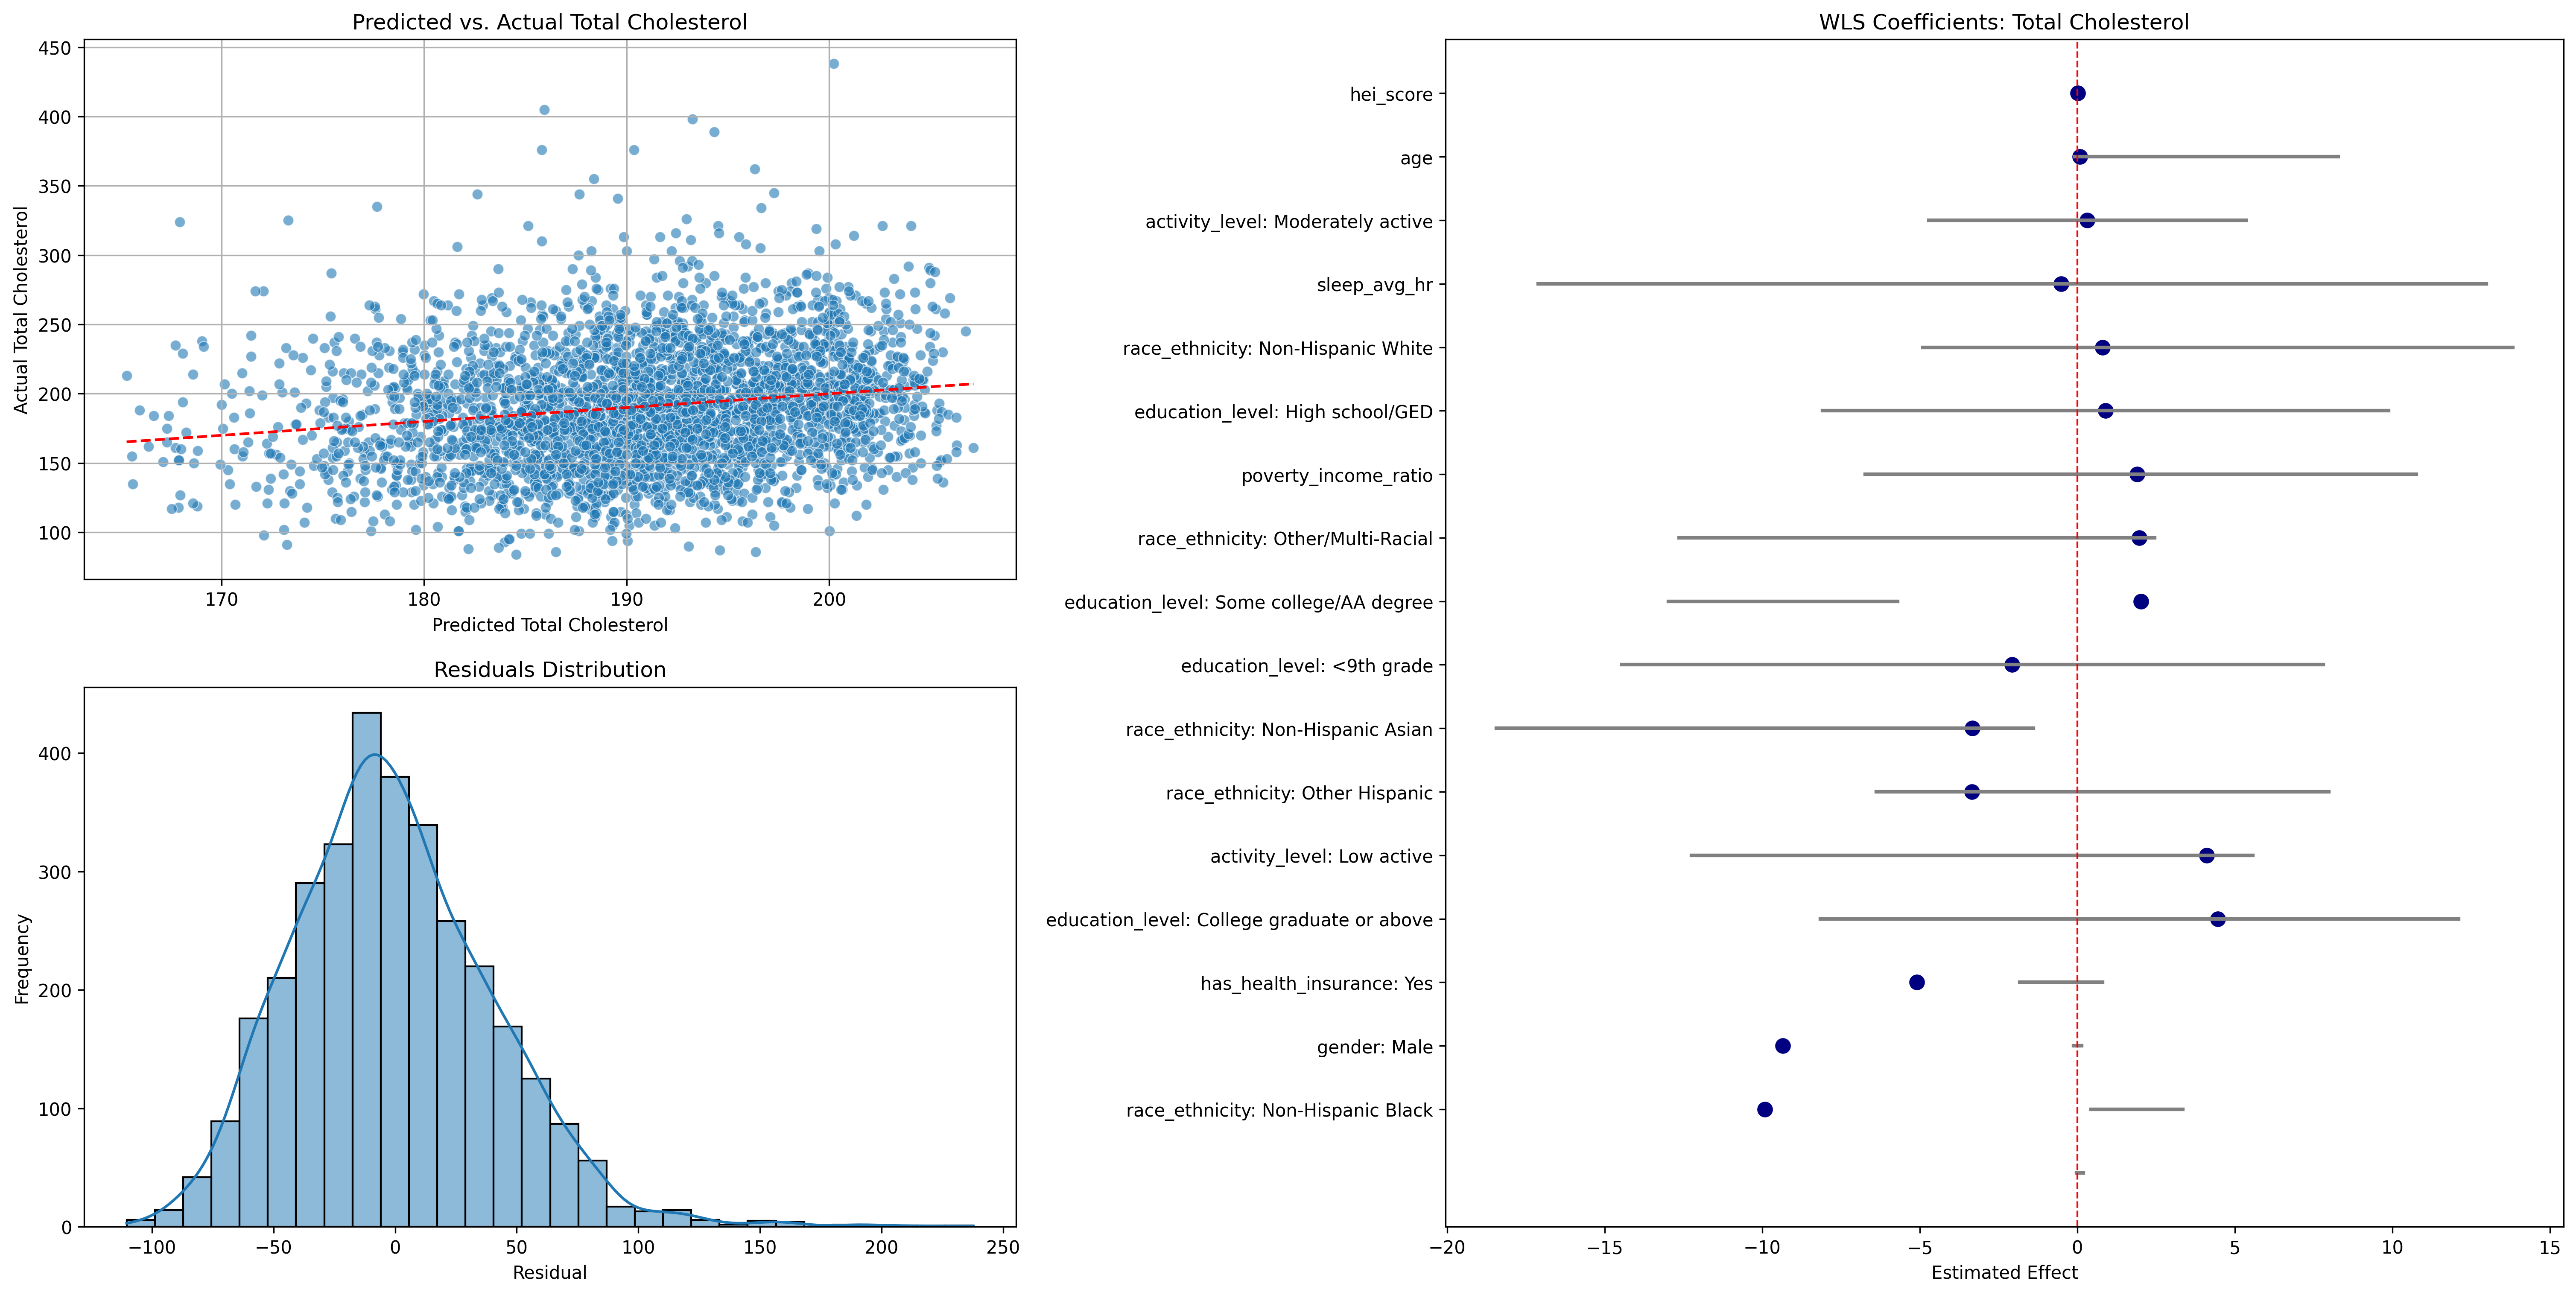 Predicted vs. Actual Total Cholesterol
450
400
350
300
250
200
150
100
Actual Total Cholesterol
170 180 190 200
Predicted Total Cholesterol
Residuals Distribution
400
300
200
100
0
Frequency
−100 −50 0 50 100 150 200 250
Residual
WLS Coefficients: Total Cholesterol
hei_score
age
activity_level: Moderately active
sleep_avg_hr
race_ethnicity: Non-Hispanic White
education_level: High school/GED
poverty_income_ratio
race_ethnicity: Other/Multi-Racial
education_level: Some college/AA degree
education_level: <9th grade
race_ethnicity: Non-Hispanic Asian
race_ethnicity: Other Hispanic
activity_level: Low active
education_level: College graduate or above
has_health_insurance: Yes
gender: Male
race_ethnicity: Non-Hispanic Black
−20 −15 −10 −5 0 5 10 15
Estimated Effect